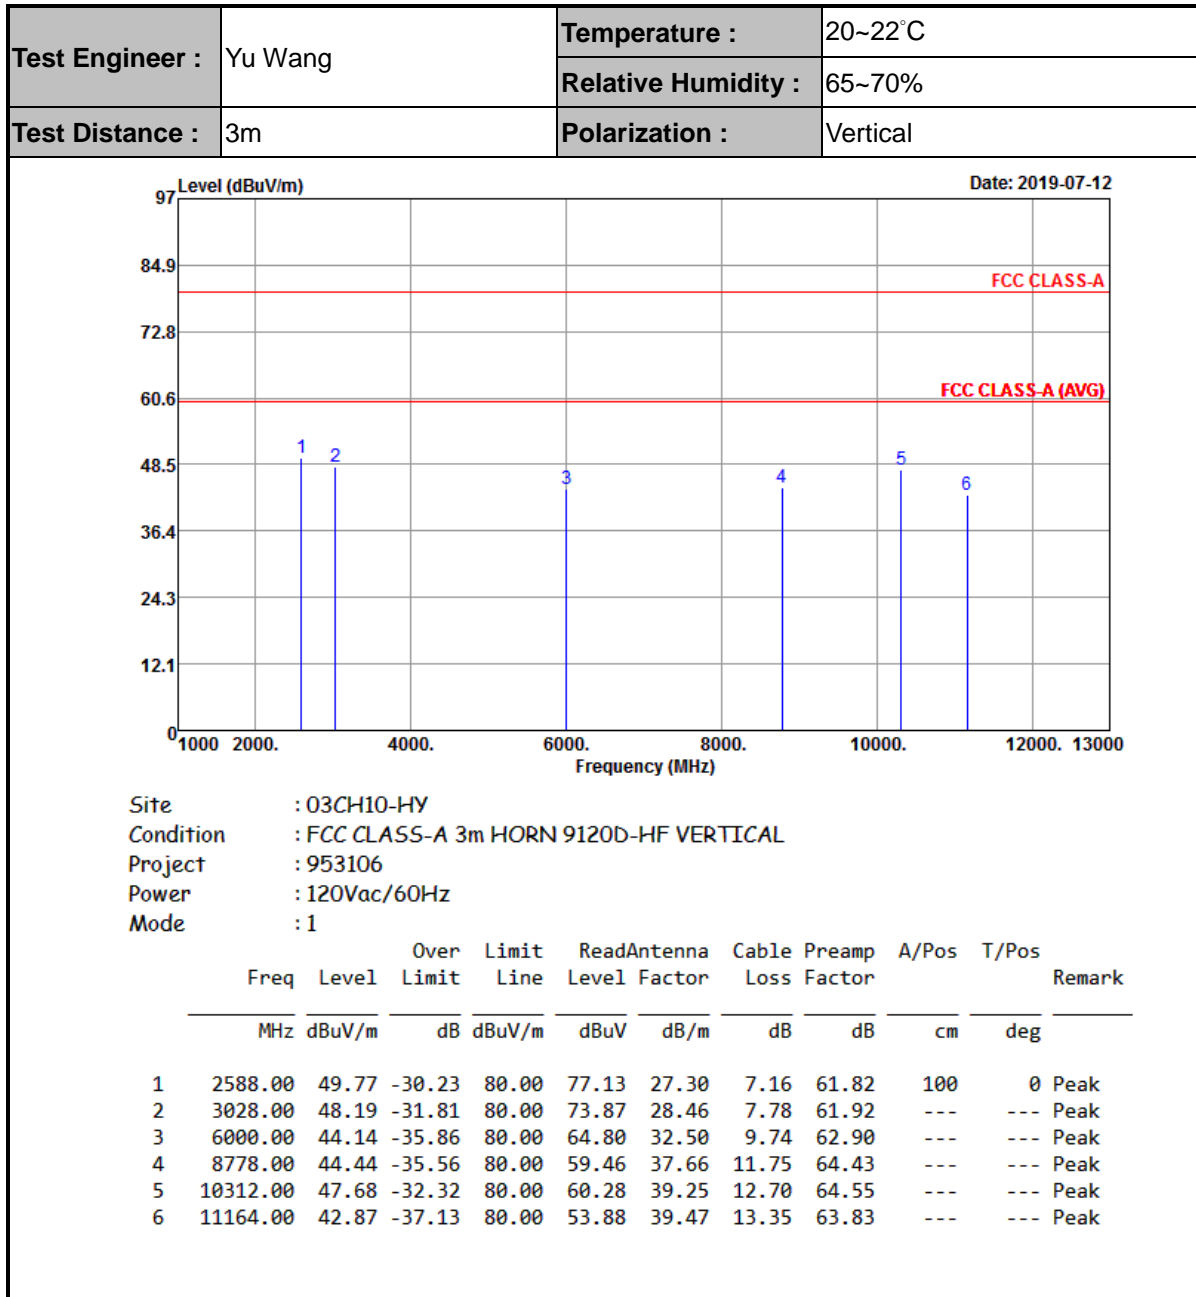 Test Engineer : Yu Wang Temperature : 20~22°C
Relative Humidity : 65~70%
Test Distance : 3m Polarization : Vertical
Level (dBuV/m) Date: 2019-07-12
97
84.9
FCC CLASS-A
72.8
60.6
FCC CLASS-A (AVG)
48.5
36.4
24.3
12.1
0
1 2 3 4 5 6
1000 2000. 4000. 6000. 8000. 10000. 12000. 13000
Frequency (MHz)
Site : 03CH10-HY
Condition : FCC CLASS-A 3m HORN 9120D-HF VERTICAL
Project : 953106
Power : 120Vac/60Hz
Mode : 1
Over Limit ReadAntenna Cable Preamp A/Pos T/Pos
Freq Level Limit Line Level Factor Loss Factor Remark
MHz dBuV/m dB dBuV/m dBuV dB/m dB dB cm deg
1 2588.00 49.77 -30.23 80.00 77.13 27.30 7.16 61.82 100 0 Peak
2 3028.00 48.19 -31.81 80.00 73.87 28.46 7.78 61.92 --- --- Peak
3 6000.00 44.14 -35.86 80.00 64.80 32.50 9.74 62.90 --- --- Peak
4 8778.00 44.44 -35.56 80.00 59.46 37.66 11.75 64.43 --- --- Peak
5 10312.00 47.68 -32.32 80.00 60.28 39.25 12.70 64.55 --- --- Peak
6 11164.00 42.87 -37.13 80.00 53.88 39.47 13.35 63.83 --- --- Peak